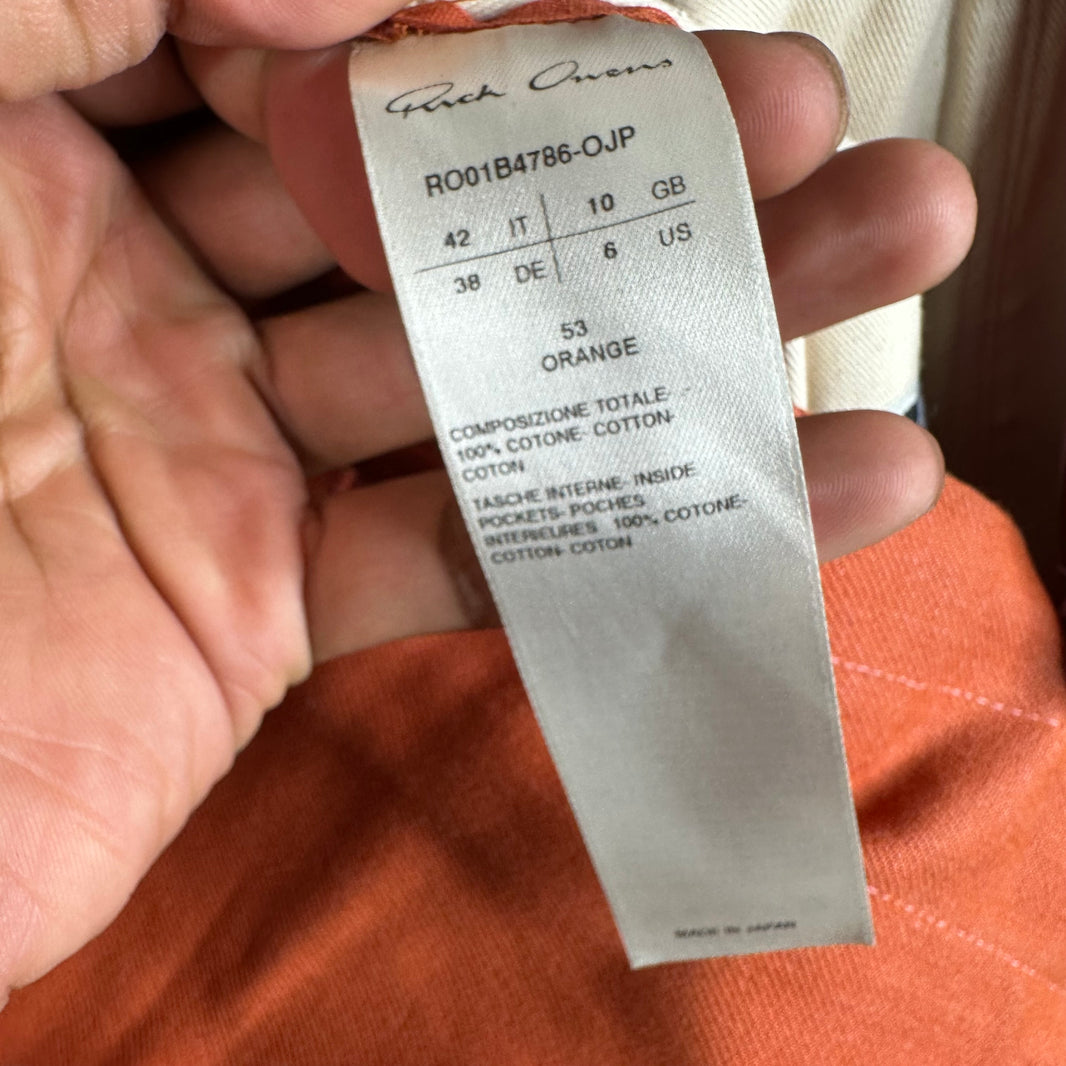 Rick Owens
RO01B4786-OJP
42 IT 10 GB
38 DE 6 US
53
ORANGE
COMPOSIZIONE TOTALE-
100% COTONE- COTTON-
COTON
TASCHE INTERNE- INSIDE
POCKETS- POCHES
INTERIEURES 100% COTONE-
COTTON- COTON
MADE IN JAPAN